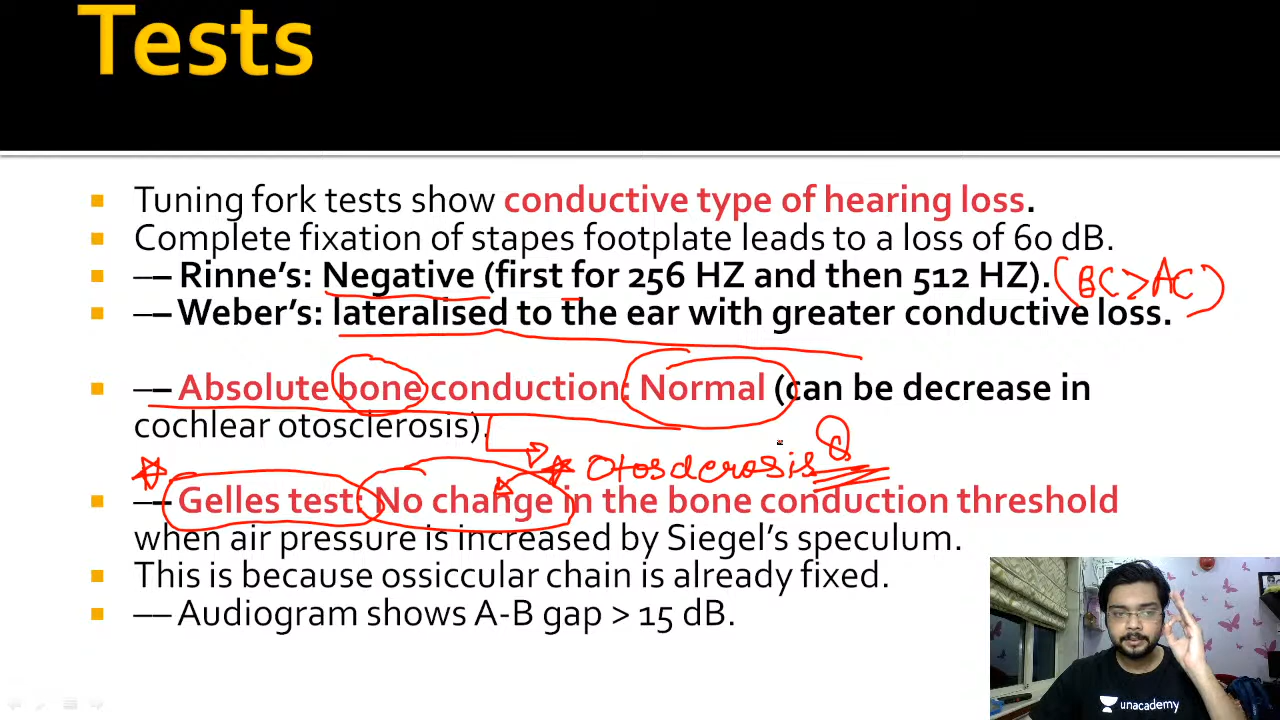 Tests
Tuning fork tests show conductive type of hearing loss.
Complete fixation of stapes footplate leads to a loss of 60 dB.
–– Rinne's: Negative (first for 256 HZ and then 512 HZ). (BC>AC)
–– Weber's: lateralised to the ear with greater conductive loss.
–– Absolute bone conduction: Normal (can be decrease in
cochlear otosclerosis).
Otosclerosis Q
–– Gelles test: No change in the bone conduction threshold
when air pressure is increased by Siegel's speculum.
This is because ossiccular chain is already fixed.
–– Audiogram shows A-B gap > 15 dB.
unacademy